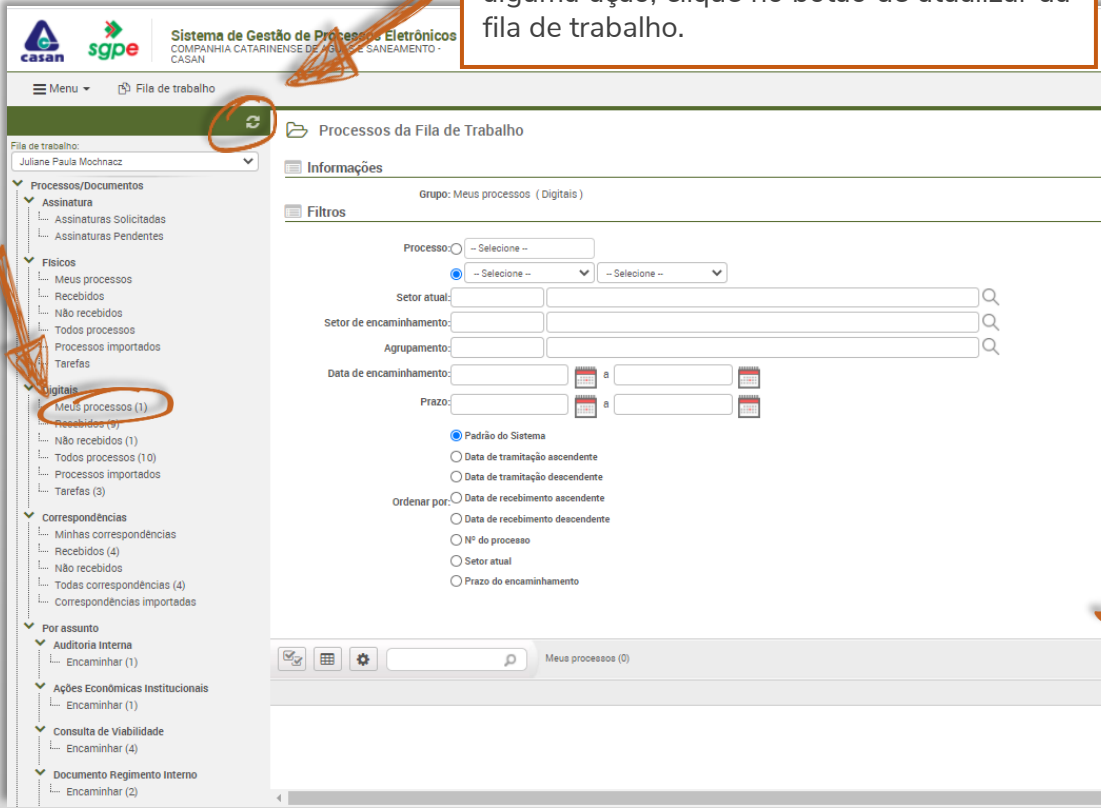 alguma ação, clique no botão de atualizar da
fila de trabalho.
casan
sgpe
Sistema de Gestão de Processos Eletrônicos
COMPANHIA CATARINENSE DE ÁGUAS E SANEAMENTO -
CASAN
Menu
Fila de trabalho
Fila de trabalho:
Juliane Paula Mochnacz
Processos/Documentos
Assinatura
Assinaturas Solicitadas
Assinaturas Pendentes
Físicos
Meus processos
Recebidos
Não recebidos
Todos processos
Processos importados
Tarefas
Digitais
Meus processos (1)
Recebidos (9)
Não recebidos (1)
Todos processos (10)
Processos importados
Tarefas (3)
Correspondências
Minhas correspondências
Recebidos (4)
Não recebidos
Todas correspondências (4)
Correspondências importadas
Por assunto
Auditoria Interna
Encaminhar (1)
Ações Econômicas Institucionais
Encaminhar (1)
Consulta de Viabilidade
Encaminhar (4)
Documento Regimento Interno
Encaminhar (2)
Processos da Fila de Trabalho
Informações
Grupo: Meus processos ( Digitais )
Filtros
Processo: -- Selecione --
-- Selecione -- -- Selecione --
Setor atual:
Setor de encaminhamento:
Agrupamento:
Data de encaminhamento: a
Prazo: a
Padrão do Sistema
Data de tramitação ascendente
Data de tramitação descendente
Ordenar por: Data de recebimento ascendente
Data de recebimento descendente
Nº do processo
Setor atual
Prazo do encaminhamento
Meus processos (0)